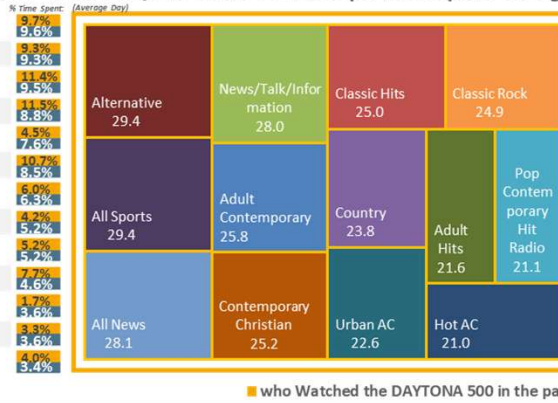 % Time Spent: (Average Day)
9.7%
9.6%
9.3%
9.3%
11.4%
9.5%
11.5%
8.8%
4.5%
7.6%
10.7%
8.5%
6.0%
6.3%
4.2%
5.2%
5.2%
5.2%
7.7%
4.6%
1.7%
3.6%
3.3%
3.6%
4.0%
3.4%
Alternative
29.4
News/Talk/Infor
mation
28.0
Classic Hits
25.0
Classic Rock
24.9
All Sports
29.4
Adult
Contemporary
25.8
Country
23.8
Adult
Hits
21.6
Pop
Contem
porary
Hit
Radio
21.1
All News
28.1
Contemporary
Christian
25.2
Urban AC
22.6
Hot AC
21.0
who Watched the DAYTONA 500 in the pa